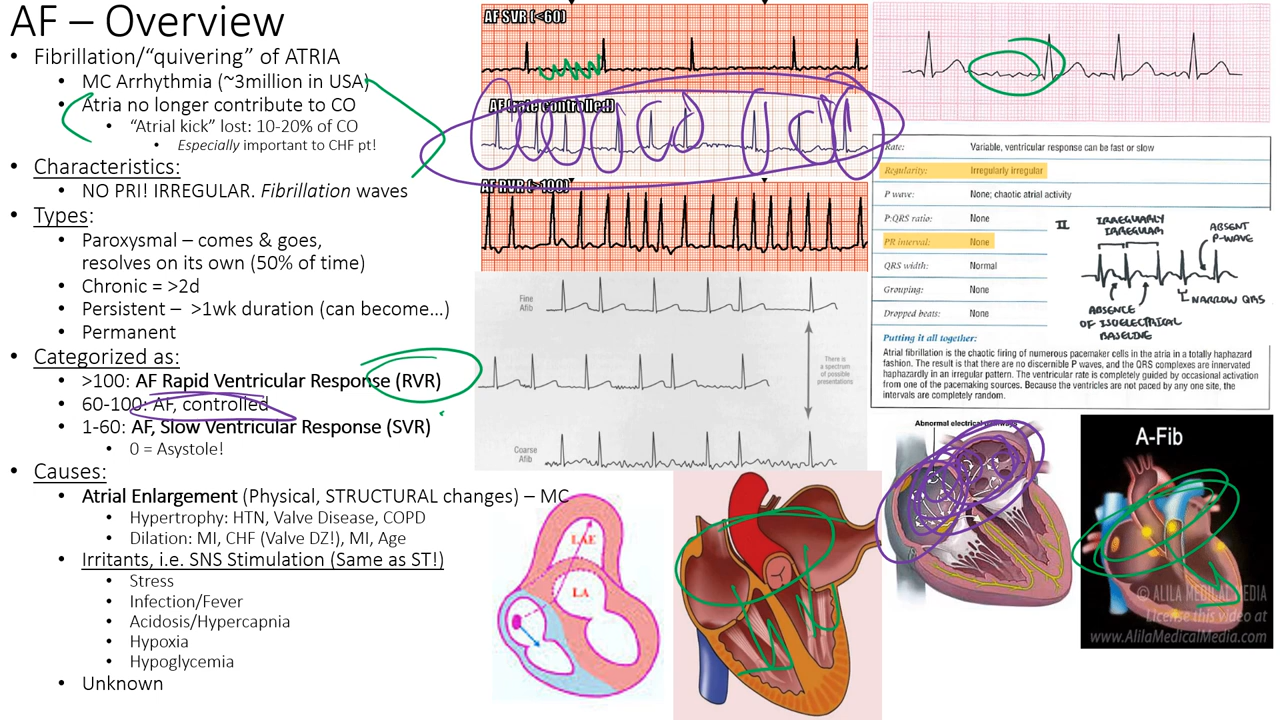 AF – Overview
• Fibrillation/“quivering” of ATRIA
• MC Arrhythmia (~3million in USA)
• Atria no longer contribute to CO
• “Atrial kick” lost: 10-20% of CO
• Especially important to CHF pt!
• Characteristics:
• NO PRI! IRREGULAR. Fibrillation waves
• Types:
• Paroxysmal – comes & goes,
resolves on its own (50% of time)
• Chronic = >2d
• Persistent – >1wk duration (can become…)
• Permanent
• Categorized as:
• >100: AF Rapid Ventricular Response (RVR)
• 60-100: AF, controlled
• 1-60: AF, Slow Ventricular Response (SVR)
• 0 = Asystole!
• Causes:
• Atrial Enlargement (Physical, STRUCTURAL changes) – MC
• Hypertrophy: HTN, Valve Disease, COPD
• Dilation: MI, CHF (Valve DZ!), MI, Age
• Irritants, i.e. SNS Stimulation (Same as ST!)
• Stress
• Infection/Fever
• Acidosis/Hypercapnia
• Hypoxia
• Hypoglycemia
• Unknown
AF SVR (<60)
AF (rate controlled)
AF RVR (>100)
Fine
Afib
There is
a spectrum
of possible
presentations
Coarse
Afib
LAE
LA
Rate: Variable, ventricular response can be fast or slow
Regularity: Irregularly irregular
P wave: None; chaotic atrial activity
P:QRS ratio: None
PR interval: None
QRS width: Normal
Grouping: None
Dropped beats: None
II
IRREGULARLY
IRREGULAR
ABSENT
P-WAVE
NARROW QRS
ABSENCE
OF ISOELECTRICAL
BASELINE
Putting it all together:
Atrial fibrillation is the chaotic firing of numerous pacemaker cells in the atria in a totally haphazard
fashion. The result is that there are no discernible P waves, and the QRS complexes are innervated
haphazardly in an irregular pattern. The ventricular rate is completely guided by occasional activation
from one of the pacemaking sources. Because the ventricles are not paced by any one site, the
intervals are completely random.
Abnormal electrical pathways
A-Fib
© ALILA MEDICAL MEDIA
License this video at
www.AlilaMedicalMedia.com